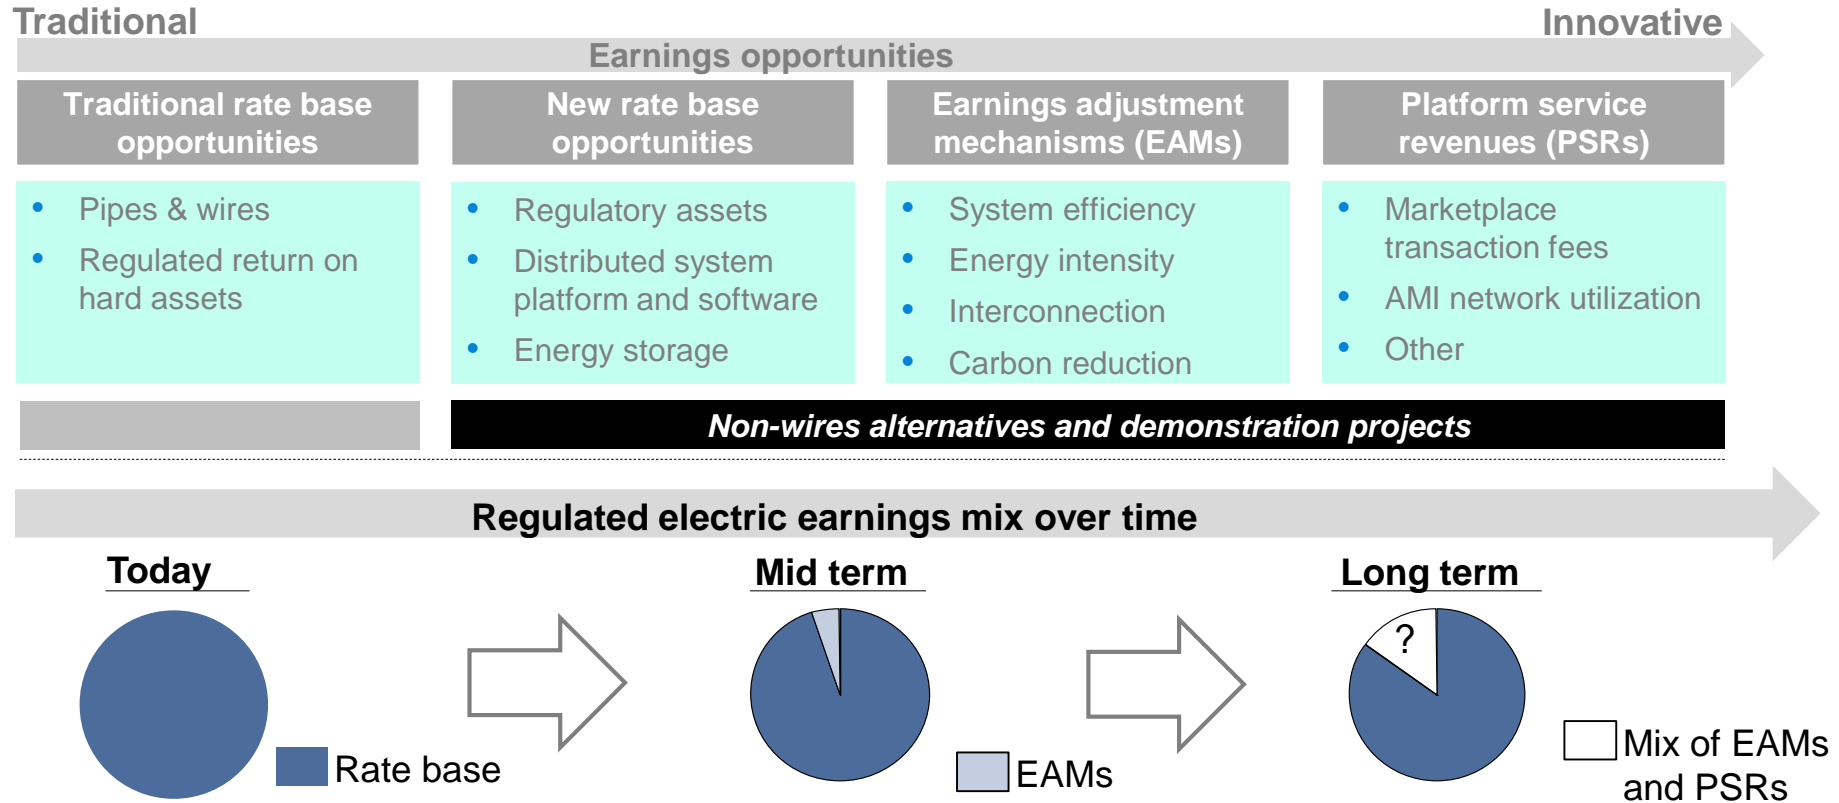 Traditional
Innovative
Earnings opportunities
Traditional rate base
opportunities
New rate base
opportunities
Earnings adjustment
mechanisms (EAMs)
Platform service
revenues (PSRs)
• Pipes & wires
• Regulated return on
hard assets
• Regulatory assets
• Distributed system
platform and software
• Energy storage
• System efficiency
• Energy intensity
• Interconnection
• Carbon reduction
• Marketplace
transaction fees
• AMI network utilization
• Other
Non-wires alternatives and demonstration projects
Regulated electric earnings mix over time
Today
Mid term
Long term
?
Rate base
EAMs
Mix of EAMs
and PSRs